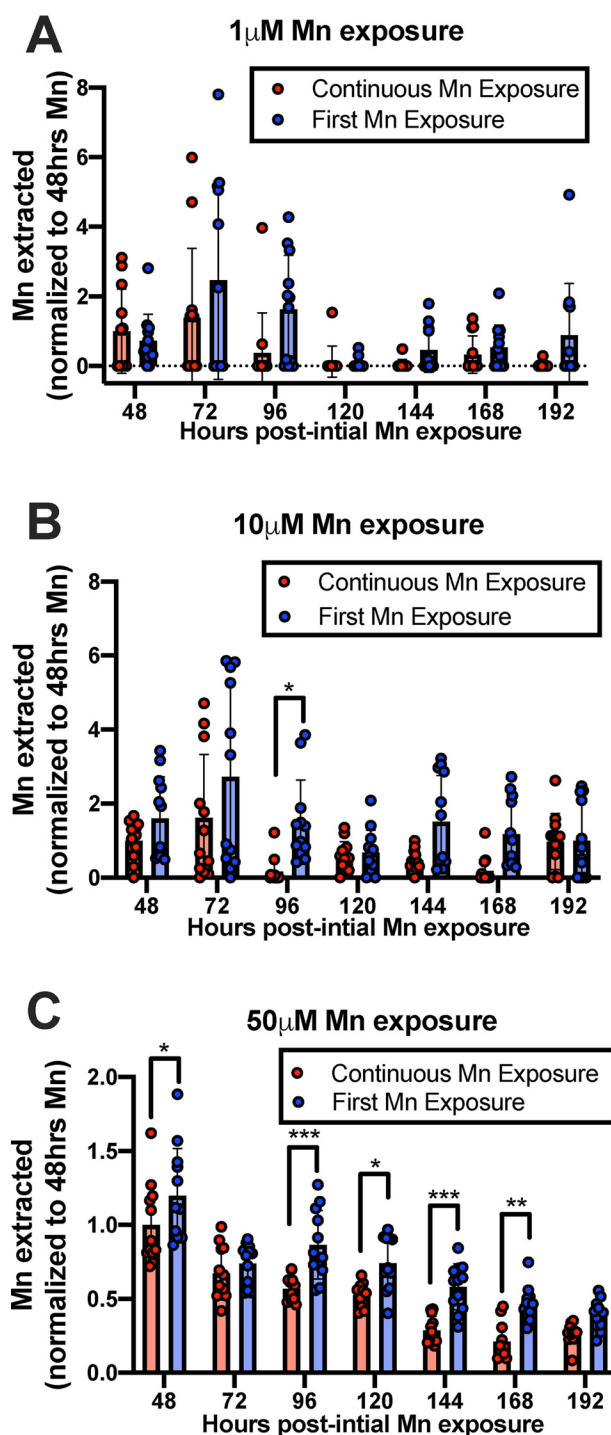 A
1μM Mn exposure
Continuous Mn Exposure
First Mn Exposure
Mn extracted
(normalized to 48hrs Mn)
8
6
4
2
0
48 72 96 120 144 168 192
Hours post-intial Mn exposure
B
10μM Mn exposure
Continuous Mn Exposure
First Mn Exposure
Mn extracted
(normalized to 48hrs Mn)
8
6
4
2
0
*
48 72 96 120 144 168 192
Hours post-intial Mn exposure
C
50μM Mn exposure
Continuous Mn Exposure
First Mn Exposure
Mn extracted
(normalized to 48hrs Mn)
2.0
1.5
1.0
0.5
0.0
* *** * *** **
48 72 96 120 144 168 192
Hours post-intial Mn exposure